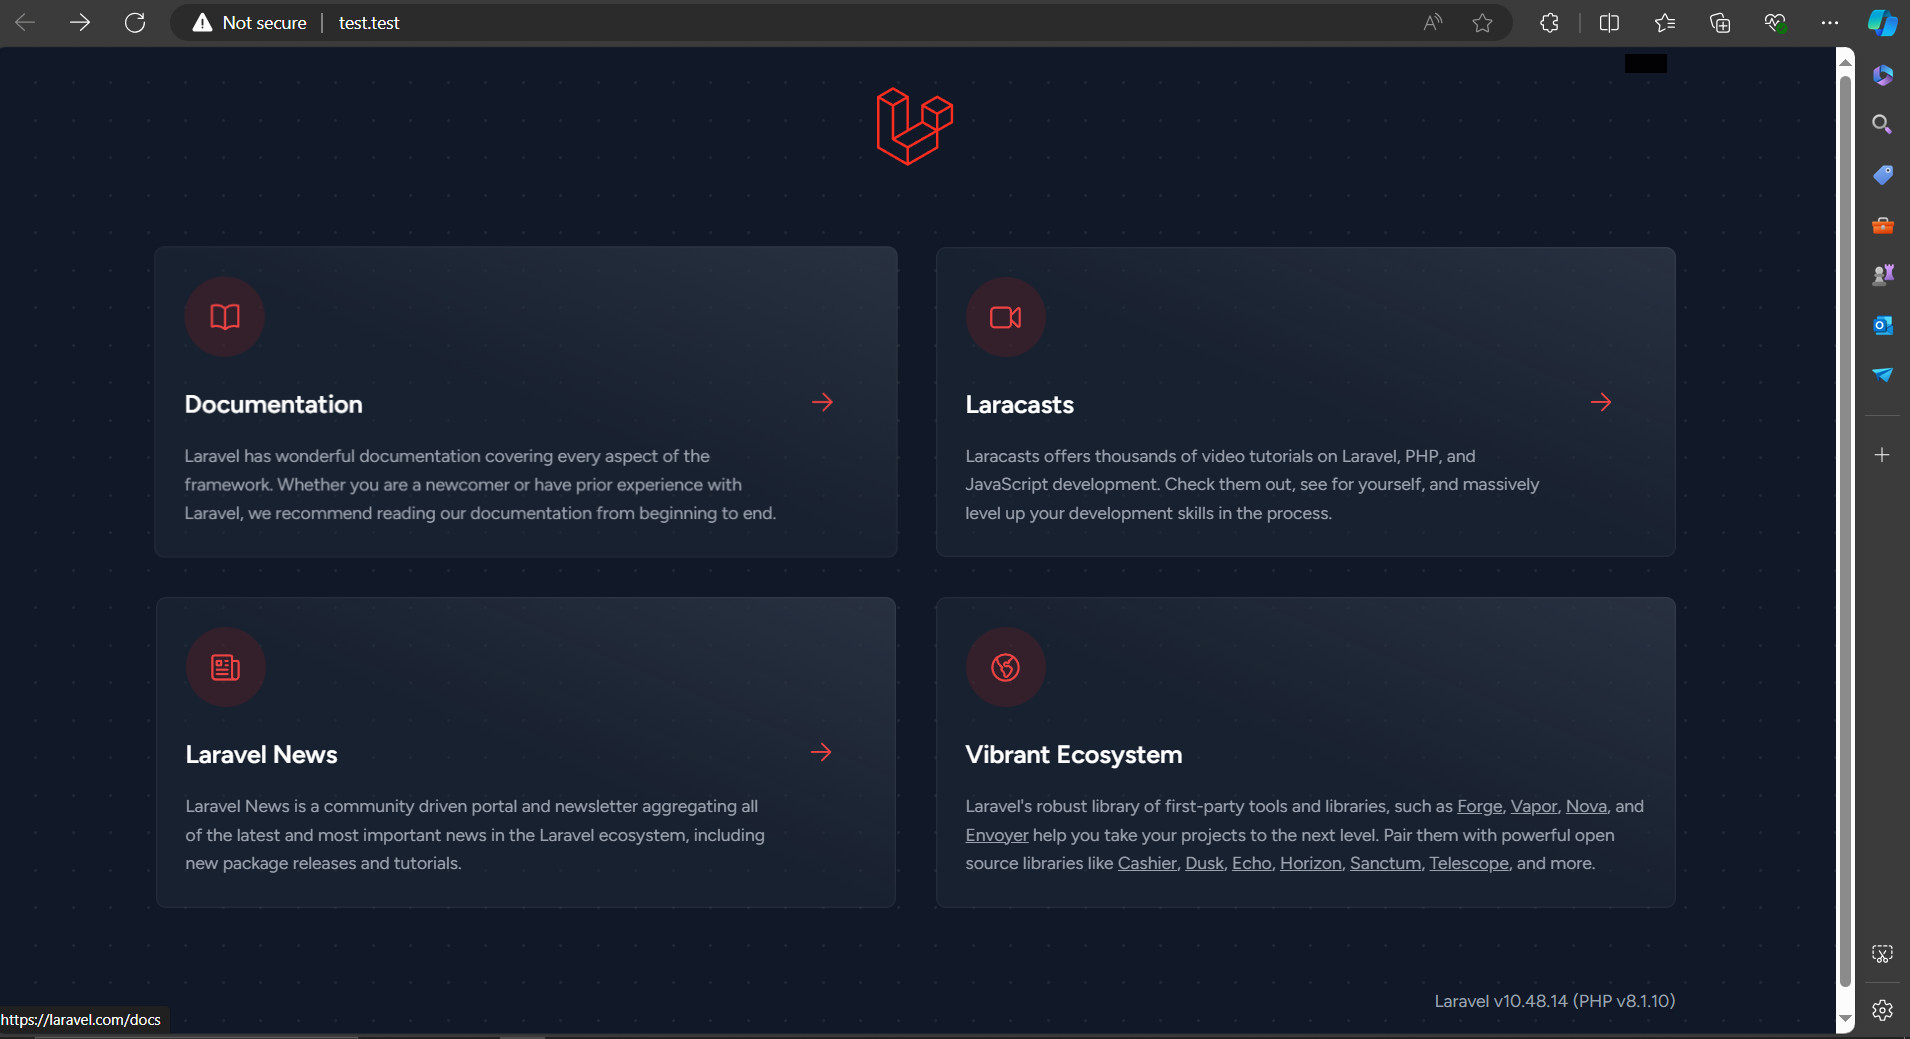 Not secure
test.test
Documentation
Laravel has wonderful documentation covering every aspect of the
framework. Whether you are a newcomer or have prior experience with
Laravel, we recommend reading our documentation from beginning to end.
Laracasts
Laracasts offers thousands of video tutorials on Laravel, PHP, and
JavaScript development. Check them out, see for yourself, and massively
level up your development skills in the process.
Laravel News
Laravel News is a community driven portal and newsletter aggregating all
of the latest and most important news in the Laravel ecosystem, including
new package releases and tutorials.
Vibrant Ecosystem
Laravel's robust library of first-party tools and libraries, such as Forge, Vapor, Nova, and
Envoyer help you take your projects to the next level. Pair them with powerful open
source libraries like Cashier, Dusk, Echo, Horizon, Sanctum, Telescope, and more.
Laravel v10.48.14 (PHP v8.1.10)
https://laravel.com/docs